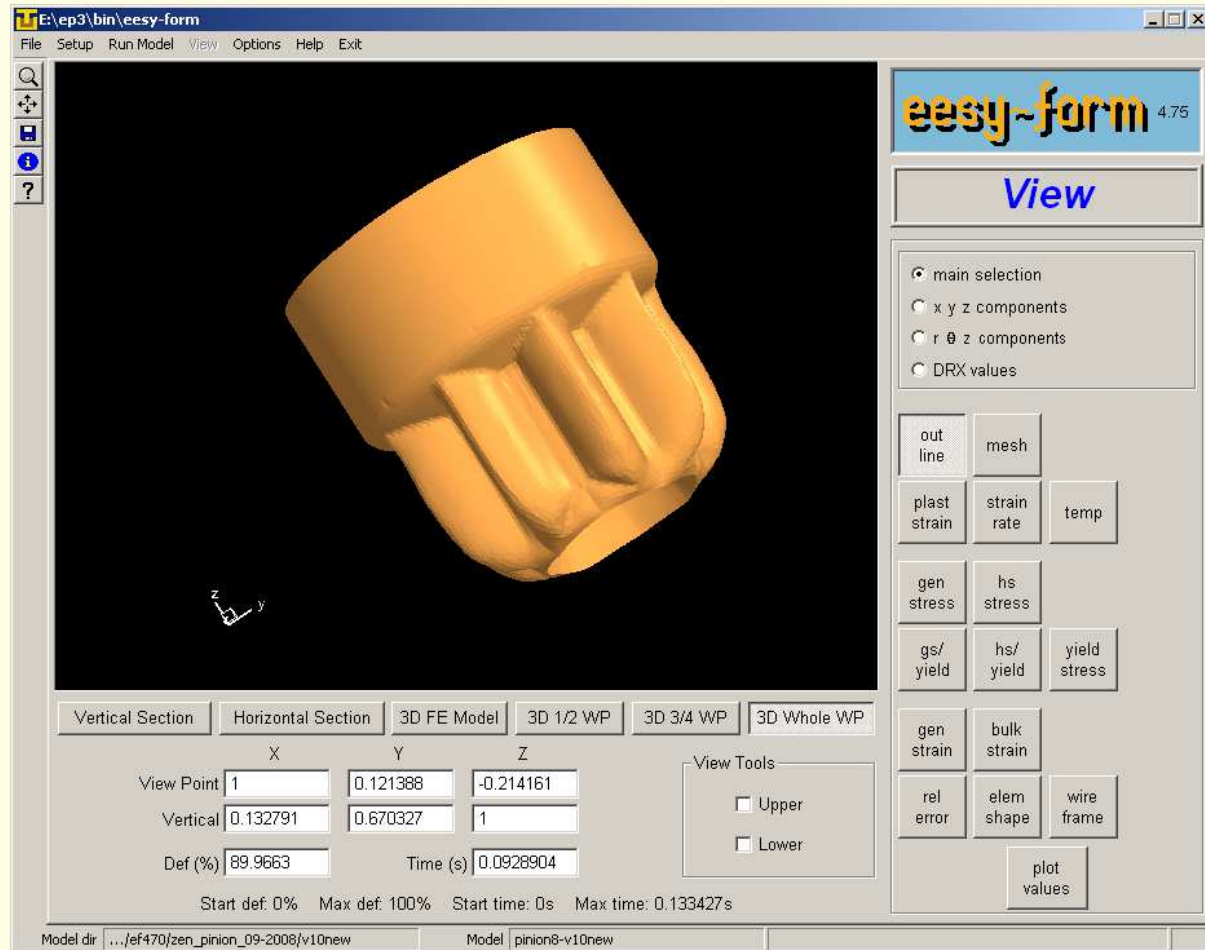 E:\ep3\bin\eesy-form
File Setup Run Model View Options Help Exit
eesy~form 4.75
View
main selection
x y z components
r θ z components
DRX values
out line
mesh
plast strain
strain rate
temp
gen stress
hs stress
gs/ yield
hs/ yield
yield stress
gen strain
bulk strain
rel error
elem shape
wire frame
plot values
z
y
Vertical Section
Horizontal Section
3D FE Model
3D 1/2 WP
3D 3/4 WP
3D Whole WP
X Y Z
View Point 1 0.121388 -0.214161
Vertical 0.132791 0.670327 1
Def (%) 89.9663 Time (s) 0.0928904
View Tools
Upper
Lower
Start def: 0% Max def: 100% Start time: 0s Max time: 0.133427s
Model dir .../ef470/zen_pinion_09-2008/v10new Model pinion8-v10new